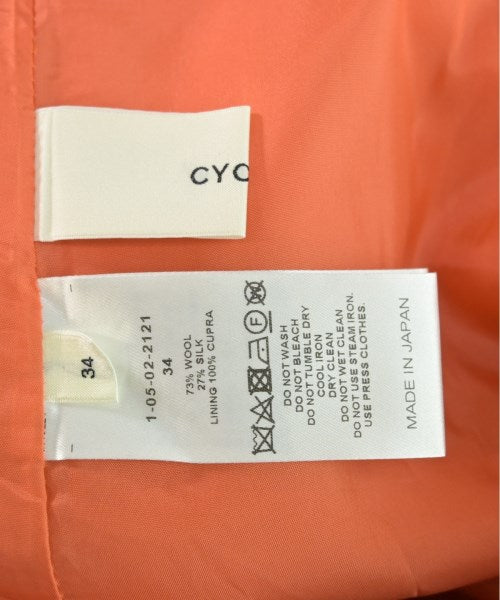 CYC
34
1-05-02-2121
34
73% WOOL
27% SILK
LINING 100% CUPRA
DO NOT WASH
DO NOT BLEACH
DO NOT TUMBLE DRY
COOL IRON
DRY CLEAN
DO NOT WET CLEAN
DO NOT USE STEAM IRON.
USE PRESS CLOTHES.
MADE IN JAPAN